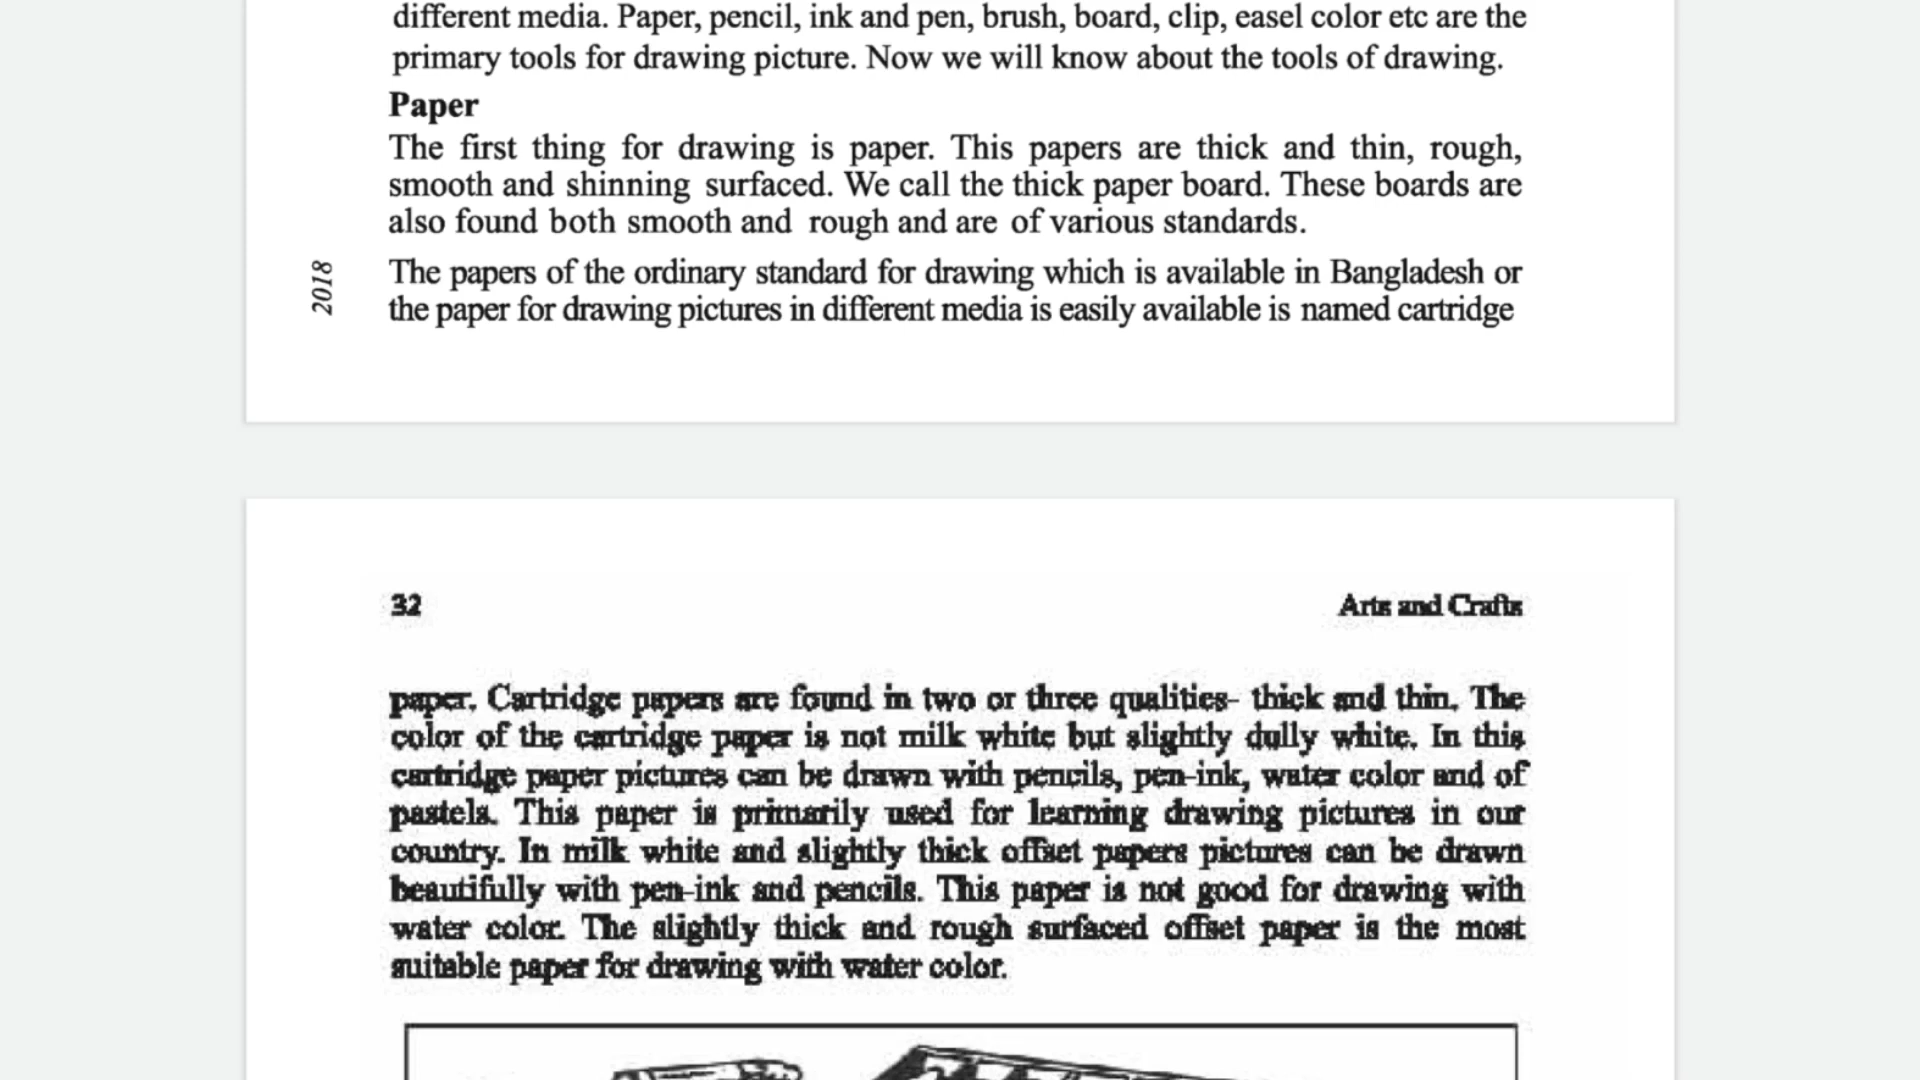 different media. Paper, pencil, ink and pen, brush, board, clip, easel color etc are the
primary tools for drawing picture. Now we will know about the tools of drawing.
Paper
The first thing for drawing is paper. This papers are thick and thin, rough,
smooth and shinning surfaced. We call the thick paper board. These boards are
also found both smooth and rough and are of various standards.
2018
The papers of the ordinary standard for drawing which is available in Bangladesh or
the paper for drawing pictures in different media is easily available is named cartridge
32
Arts and Crafts
paper. Cartridge papers are found in two or three qualities- thick and thin. The
color of the cartridge paper is not milk white but slightly dully white. In this
cartridge paper pictures can be drawn with pencils, pen-ink, water color and of
pastels. This paper is primarily used for learning drawing pictures in our
country. In milk white and slightly thick offset papers pictures can be drawn
beautifully with pen-ink and pencils. This paper is not good for drawing with
water color. The slightly thick and rough surfaced offset paper is the most
suitable paper for drawing with water color.